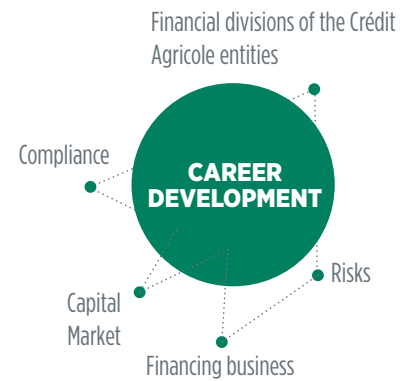 Financial divisions of the Crédit
Agricole entities
Compliance
CAREER
DEVELOPMENT
Risks
Capital
Market
Financing business